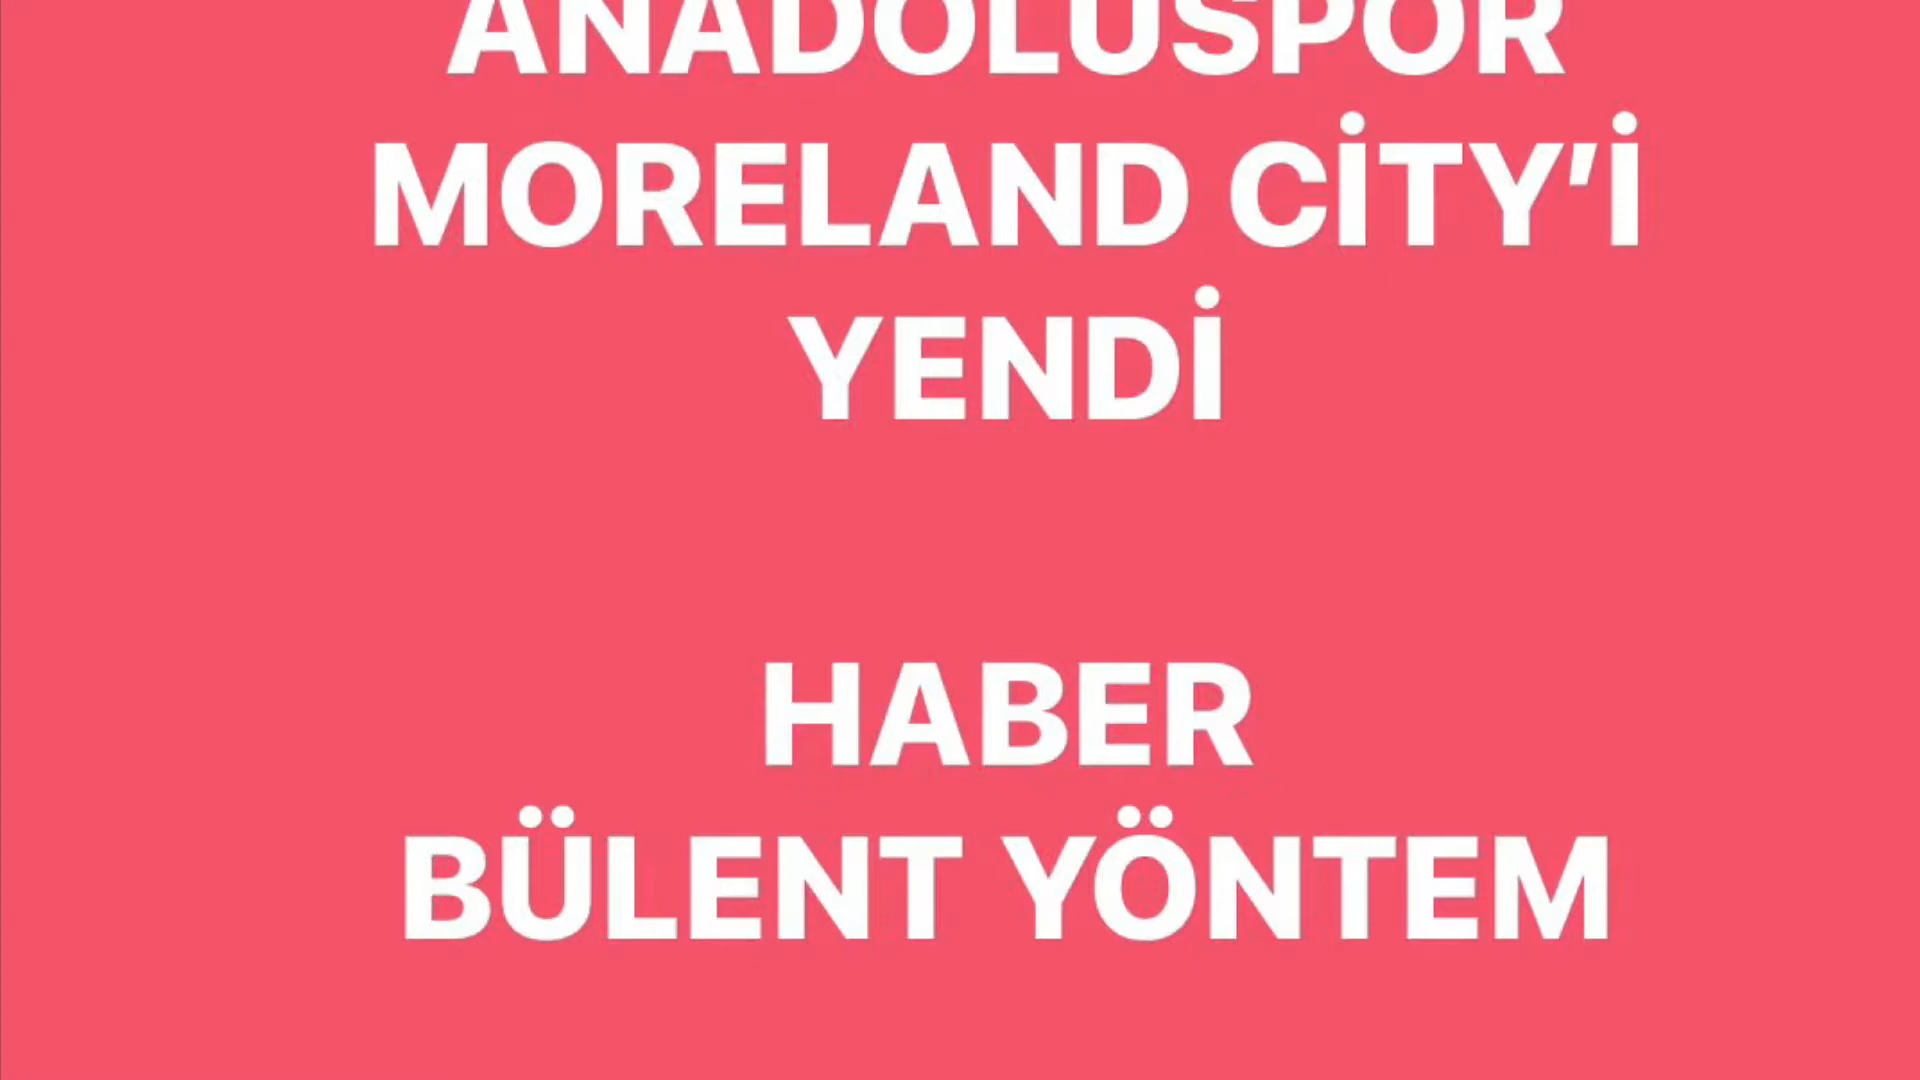 ANADOLUSPOR
MORELAND CİTY’İ
YENDİ
HABER
BÜLENT YÖNTEM